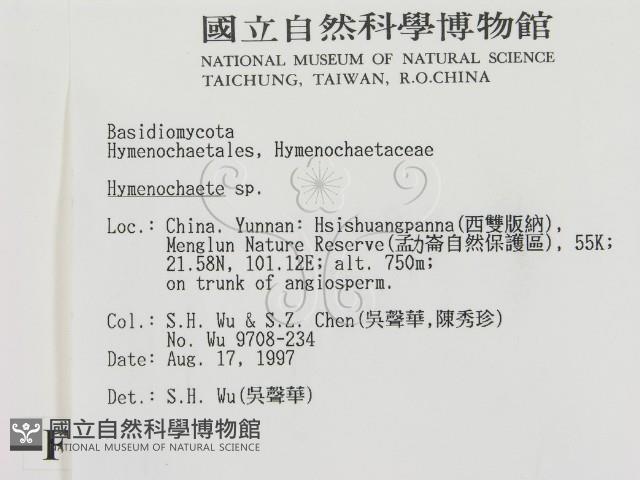 國立自然科學博物館
NATIONAL MUSEUM OF NATURAL SCIENCE
TAICHUNG, TAIWAN, R.O.CHINA
Basidiomycota
Hymenochaetales, Hymenochaetaceae
Hymenochaete sp.
Loc.: China. Yunnan: Hsishuangpanna(西雙版納),
Menglun Nature Reserve(孟力崙自然保護區), 55K;
21.58N, 101.12E; alt. 750m;
on trunk of angiosperm.
Col.: S.H. Wu & S.Z. Chen(吳聲華,陳秀珍)
No. Wu 9708-234
Date: Aug. 17, 1997
Det.: S.H. Wu(吳聲華)
F
國立自然科學博物館
NATIONAL MUSEUM OF NATURAL SCIENCE